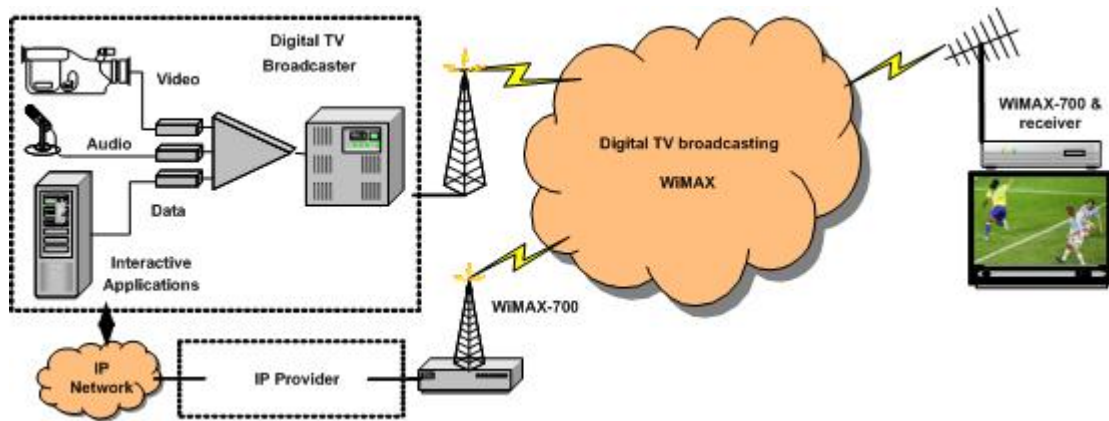 Digital TV
Broadcaster
Video
Audio
Data
Interactive
Applications
Digital TV broadcasting
WiMAX
WiMAX-700 &
receiver
WiMAX-700
IP
Network
IP Provider